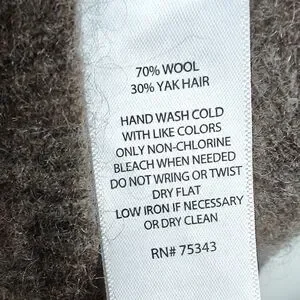 70% WOOL
30% YAK HAIR
HAND WASH COLD
WITH LIKE COLORS
ONLY NON-CHLORINE
BLEACH WHEN NEEDED
DO NOT WRING OR TWIST
DRY FLAT
LOW IRON IF NECESSARY
OR DRY CLEAN
RN# 75343